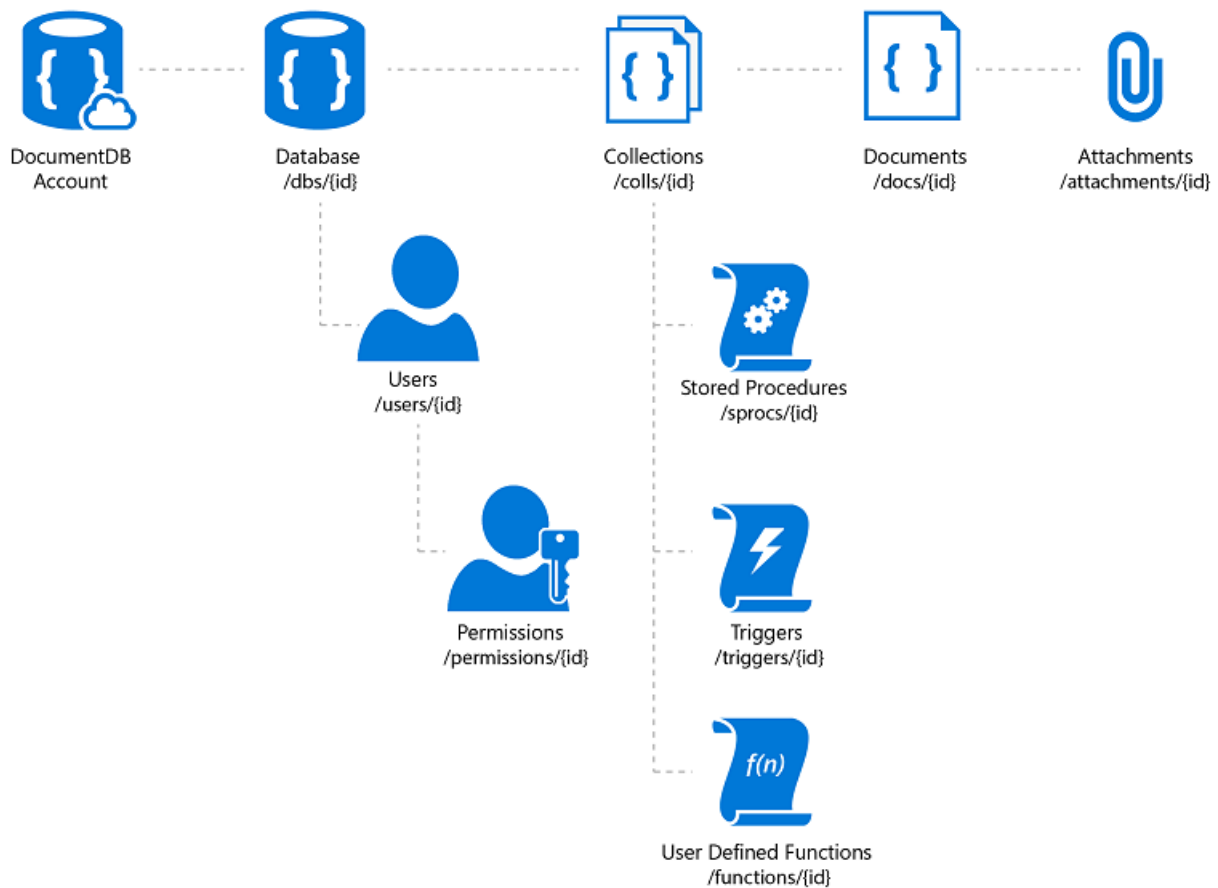 DocumentDB
Account
Database
/dbs/{id}
Collections
/colls/{id}
Documents
/docs/{id}
Attachments
/attachments/{id}
Users
/users/{id}
Stored Procedures
/sprocs/{id}
Permissions
/permissions/{id}
Triggers
/triggers/{id}
f(n)
User Defined Functions
/functions/{id}